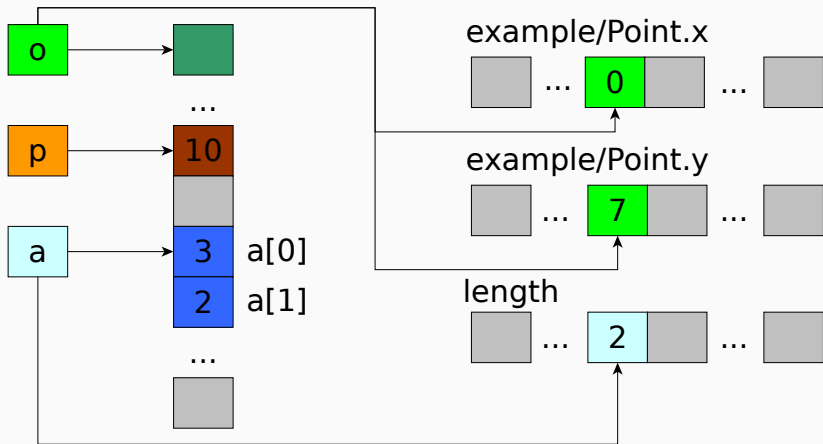 o
...
p
10
a
3
a[0]
2
a[1]
...
example/Point.x
...
0
...
example/Point.y
...
7
...
length
...
2
...